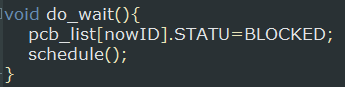 void do_wait(){
pcb_list[nowID].STATU=BLOCKED;
schedule();
}